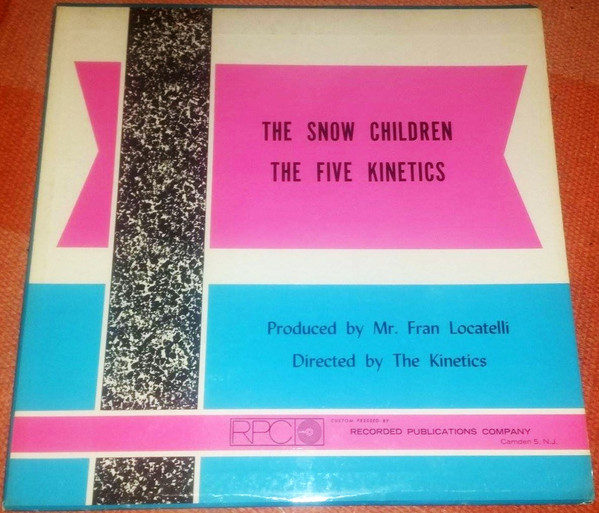 THE SNOW CHILDREN
THE FIVE KINETICS
Produced by Mr. Fran Locatelli
Directed by The Kinetics
RPC
CUSTOM PRESSED BY
RECORDED PUBLICATIONS COMPANY
Camden 5, N.J.